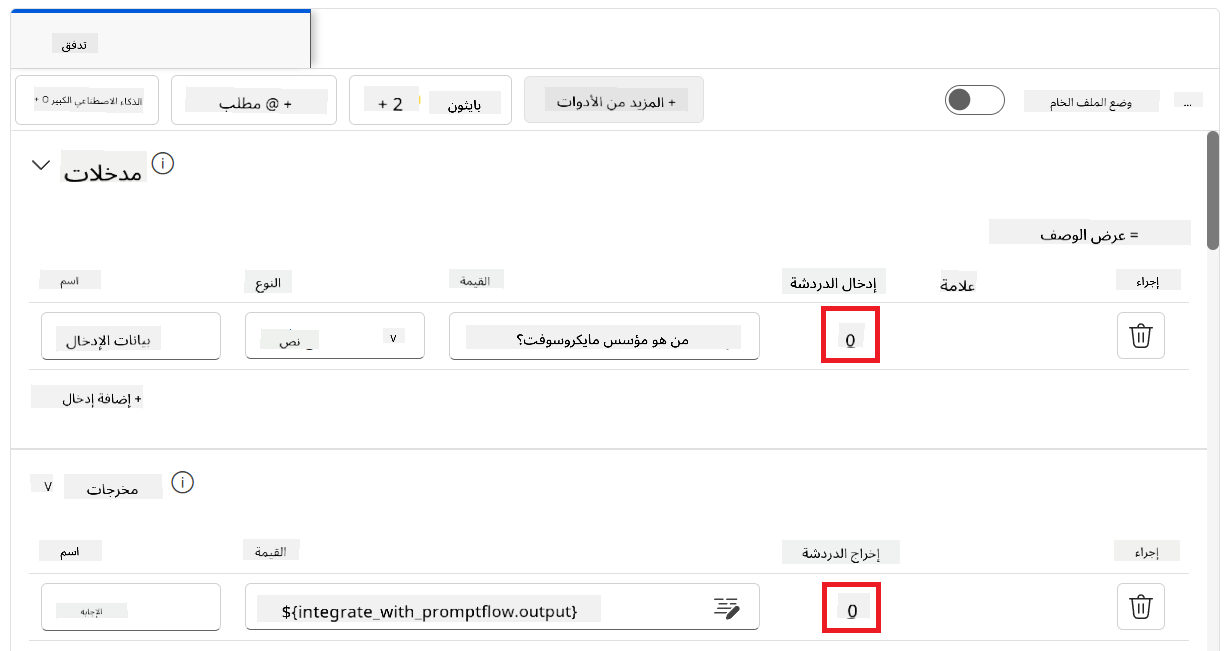 تدفق
الذكاء الاصطناعي الكبير O +
+ @ مطلب
+ 2 بايثون
+ المزيد من الأدوات
وضع الملف الخام ...
مدخلات
= عرض الوصف
اسم النوع القيمة إدخال الدردشة علامة إجراء
بيانات الإدخال نص v من هو مؤسس مايكروسوفت؟ 0
+ إضافة إدخال
v مخرجات
اسم القيمة إخراج الدردشة إجراء
الإجابة ${integrate_with_promptflow.output} 0